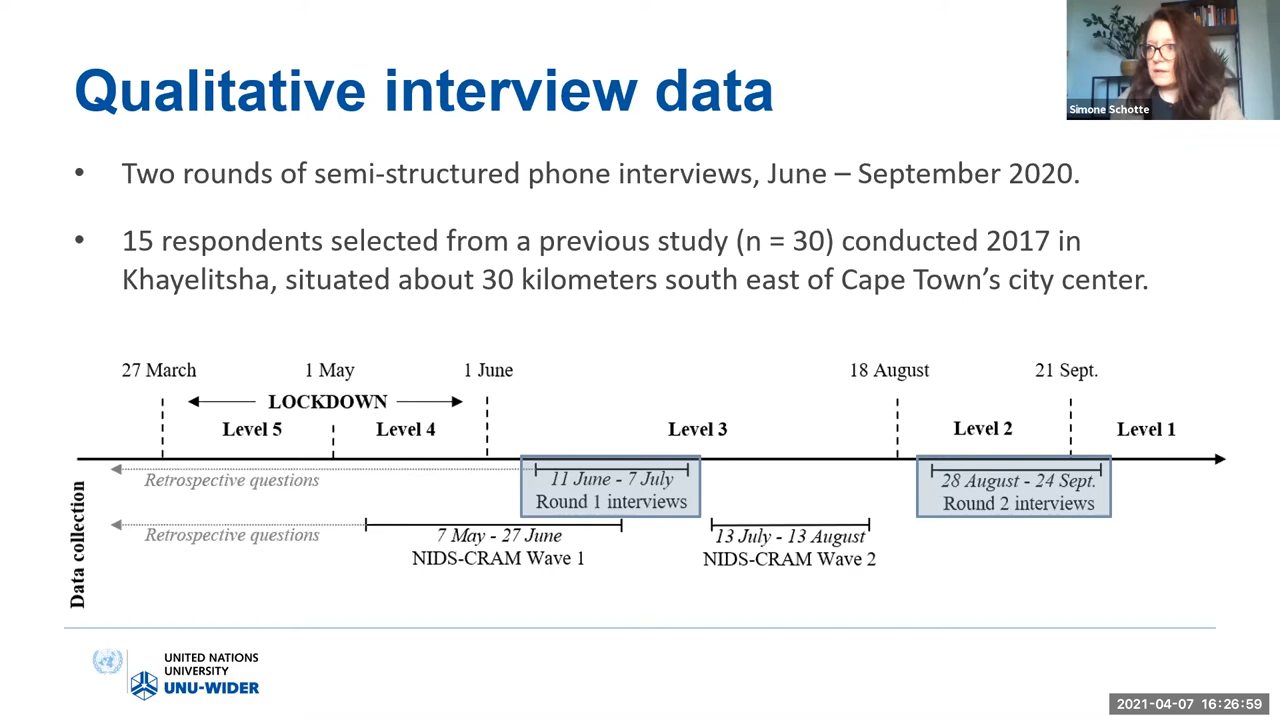 Qualitative interview data
Simone Schotte
• Two rounds of semi-structured phone interviews, June – September 2020.
• 15 respondents selected from a previous study (n = 30) conducted 2017 in
Khayelitsha, situated about 30 kilometers south east of Cape Town’s city center.
27 March 1 May 1 June 18 August 21 Sept.
LOCKDOWN
Level 5 Level 4 Level 3 Level 2 Level 1
Retrospective questions 11 June - 7 July 28 August - 24 Sept.
Round 1 interviews Round 2 interviews
Retrospective questions 7 May - 27 June 13 July - 13 August
NIDS-CRAM Wave 1 NIDS-CRAM Wave 2
Data collection
UNITED NATIONS
UNIVERSITY
UNU-WIDER
2021-04-07 16:26:59